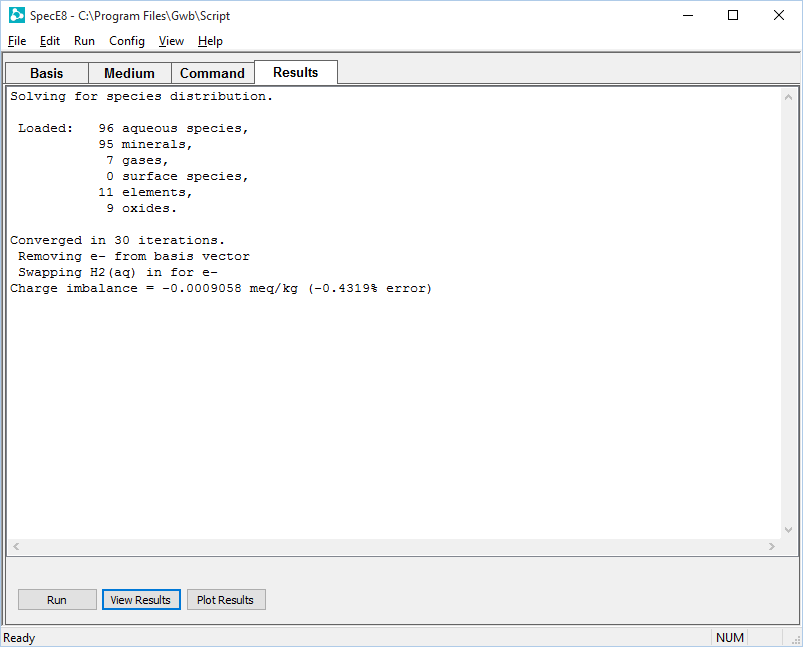 SpecE8 - C:\Program Files\Gwb\Script
File Edit Run Config View Help
Basis Medium Command Results
Solving for species distribution.
Loaded: 96 aqueous species,
95 minerals,
7 gases,
0 surface species,
11 elements,
9 oxides.
Converged in 30 iterations.
Removing e- from basis vector
Swapping H2(aq) in for e-
Charge imbalance = -0.0009058 meq/kg (-0.4319% error)
Run View Results Plot Results
Ready NUM